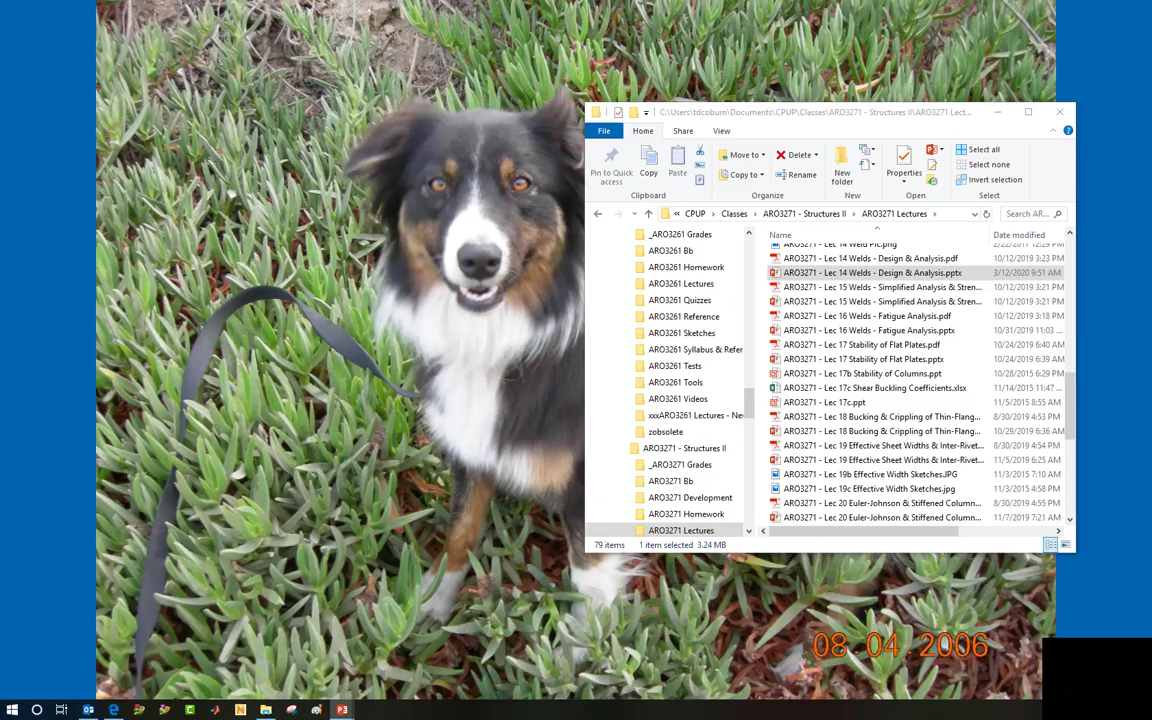 C:\Users\tdcoburn\Documents\CPUP\Classes\ARO3271 - Structures II\ARO3271 Lect...
File Home Share View
Pin to Quick access
Copy
Paste
Move to
Copy to
Delete
Rename
New folder
Properties
Select all
Select none
Invert selection
Clipboard Organize New Open Select
« CPUP > Classes > ARO3271 - Structures II > ARO3271 Lectures >
Search AR...
_ARO3261 Grades
ARO3261 Bb
ARO3261 Homework
ARO3261 Lectures
ARO3261 Quizzes
ARO3261 Reference
ARO3261 Sketches
ARO3261 Syllabus & Refer
ARO3261 Tests
ARO3261 Tools
ARO3261 Videos
xxxARO3261 Lectures - Ne
zobsolete
ARO3271 - Structures II
_ARO3271 Grades
ARO3271 Bb
ARO3271 Development
ARO3271 Homework
ARO3271 Lectures
Name Date modified
ARO3271 - Lec 14 Weld Pic.png 2/22/2017 12:29 PM
ARO3271 - Lec 14 Welds - Design & Analysis.pdf 10/12/2019 3:23 PM
ARO3271 - Lec 14 Welds - Design & Analysis.pptx 3/12/2020 9:51 AM
ARO3271 - Lec 15 Welds - Simplified Analysis & Stren... 10/12/2019 3:21 PM
ARO3271 - Lec 15 Welds - Simplified Analysis & Stren... 10/12/2019 3:21 PM
ARO3271 - Lec 16 Welds - Fatigue Analysis.pdf 10/12/2019 3:18 PM
ARO3271 - Lec 16 Welds - Fatigue Analysis.pptx 10/31/2019 11:03 ...
ARO3271 - Lec 17 Stability of Flat Plates.pdf 10/24/2019 6:40 AM
ARO3271 - Lec 17 Stability of Flat Plates.pptx 10/24/2019 6:39 AM
ARO3271 - Lec 17b Stability of Columns.ppt 10/28/2015 6:29 PM
ARO3271 - Lec 17c Shear Buckling Coefficients.xlsx 11/14/2015 11:47 ...
ARO3271 - Lec 17c.ppt 11/5/2015 8:55 AM
ARO3271 - Lec 18 Bucking & Crippling of Thin-Flang... 8/30/2019 4:53 PM
ARO3271 - Lec 18 Bucking & Crippling of Thin-Flang... 10/29/2019 6:36 AM
ARO3271 - Lec 19 Effective Sheet Widths & Inter-Rivet... 8/30/2019 4:54 PM
ARO3271 - Lec 19 Effective Sheet Widths & Inter-Rivet... 11/5/2019 6:25 AM
ARO3271 - Lec 19b Effective Width Sketches.JPG 11/3/2015 7:10 AM
ARO3271 - Lec 19c Effective Width Sketches.jpg 11/3/2015 4:58 PM
ARO3271 - Lec 20 Euler-Johnson & Stiffened Column... 8/30/2019 4:55 PM
ARO3271 - Lec 20 Euler-Johnson & Stiffened Column... 11/7/2019 7:21 AM
79 items 1 item selected 3.24 MB
08 04 2006